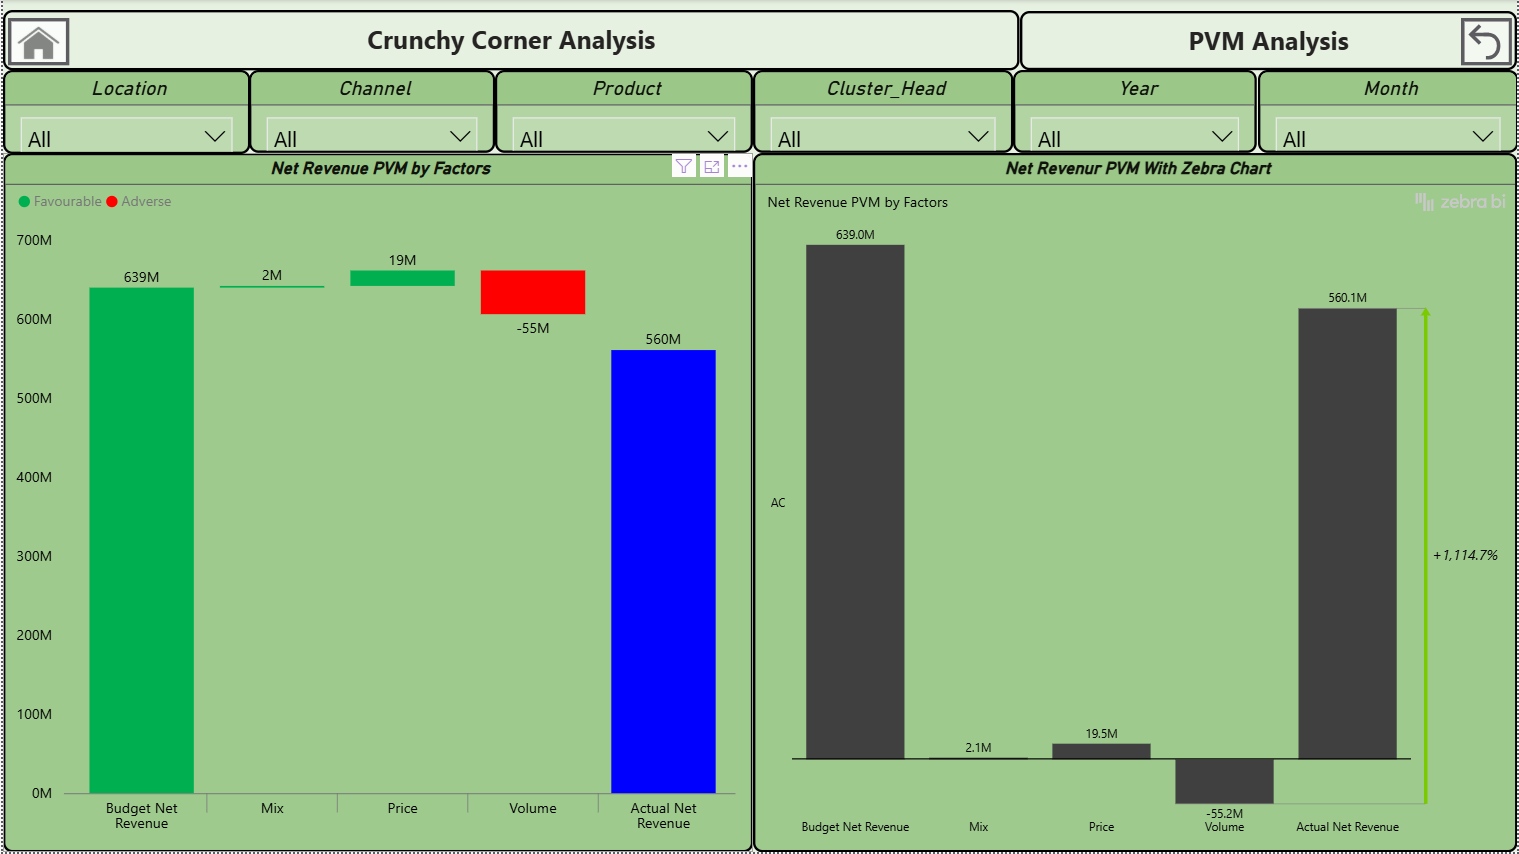 Crunchy Corner Analysis
PVM Analysis
Location
Channel
Product
Cluster_Head
Year
Month
All
All
All
All
All
All
Net Revenue PVM by Factors
Favourable
Adverse
700M
600M
500M
400M
300M
200M
100M
0M
639M
2M
19M
-55M
560M
Budget Net
Revenue
Mix
Price
Volume
Actual Net
Revenue
Net Revenur PVM With Zebra Chart
Net Revenue PVM by Factors
zebra bi
639.0M
560.1M
AC
+1,114.7%
2.1M
19.5M
-55.2M
Budget Net Revenue
Mix
Price
Volume
Actual Net Revenue